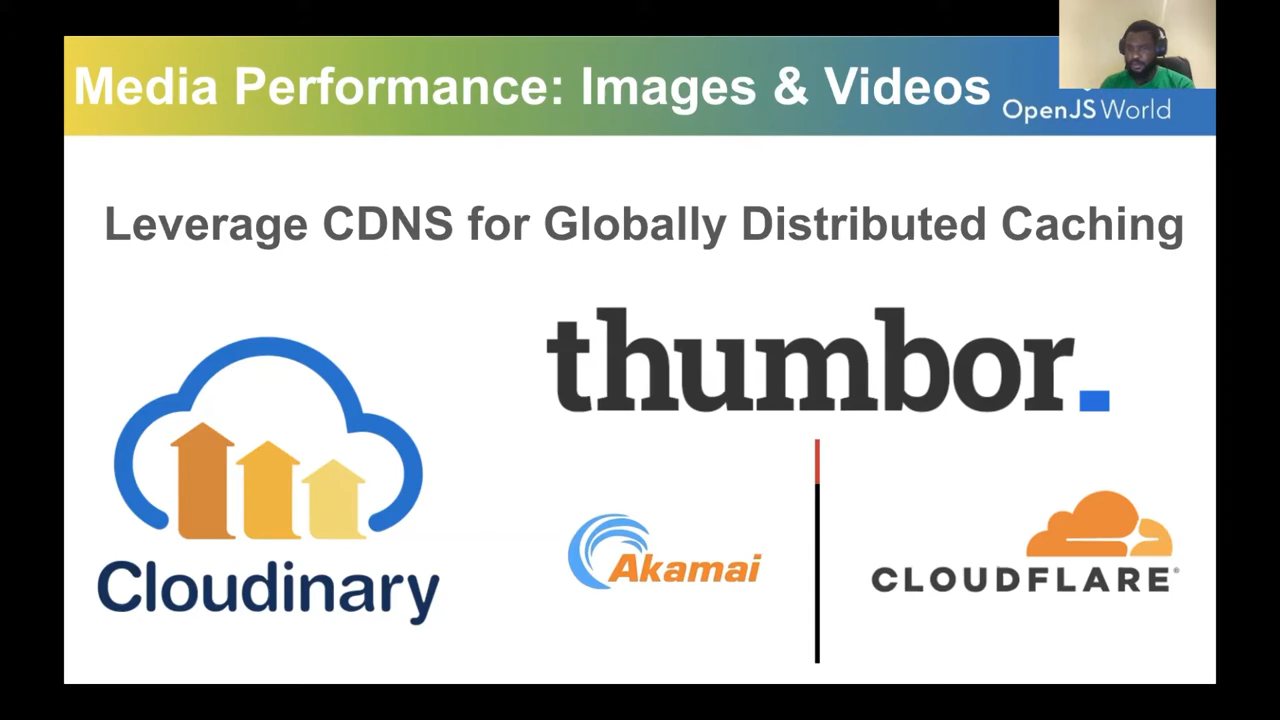 Media Performance: Images & Videos
OpenJS World
Leverage CDNS for Globally Distributed Caching
thumbor.
Cloudinary
Akamai
CLOUDFLARE®